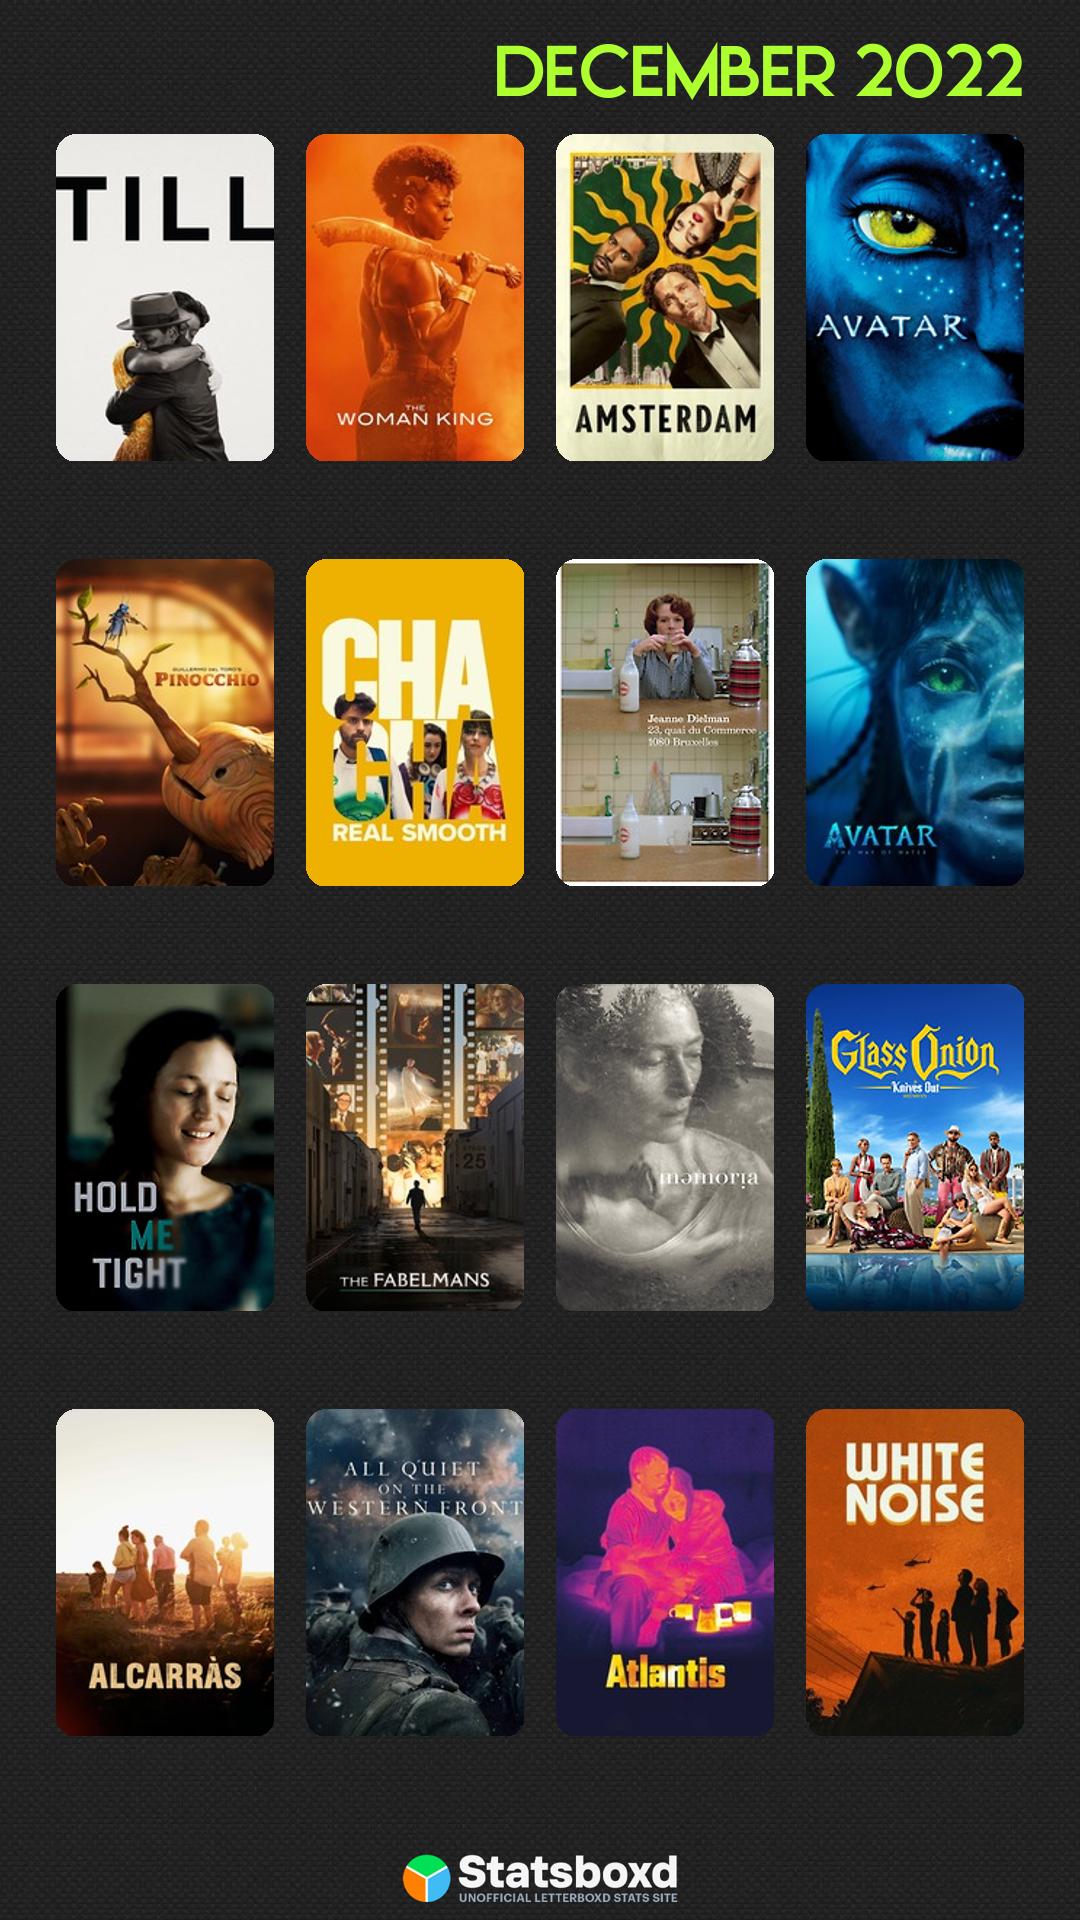 DECEMBER 2022
TILL
THE
WOMAN KING
AMSTERDAM
AVATAR
GUILLERMO DEL TORO'S
PINOCCHIO
CHA
CHA
REAL SMOOTH
Jeanne Dielman
23, quai du Commerce
1080 Bruxelles
AVATAR
THE WAY OF WATER
HOLD
ME
TIGHT
25
THE FABELMANS
memoria
Glass Onion
Knives Out
ALCARRÀS
ALL QUIET
ON THE
WESTERN FRONT
Atlantis
WHITE
NOISE
Statsboxd
UNOFFICIAL LETTERBOXD STATS SITE